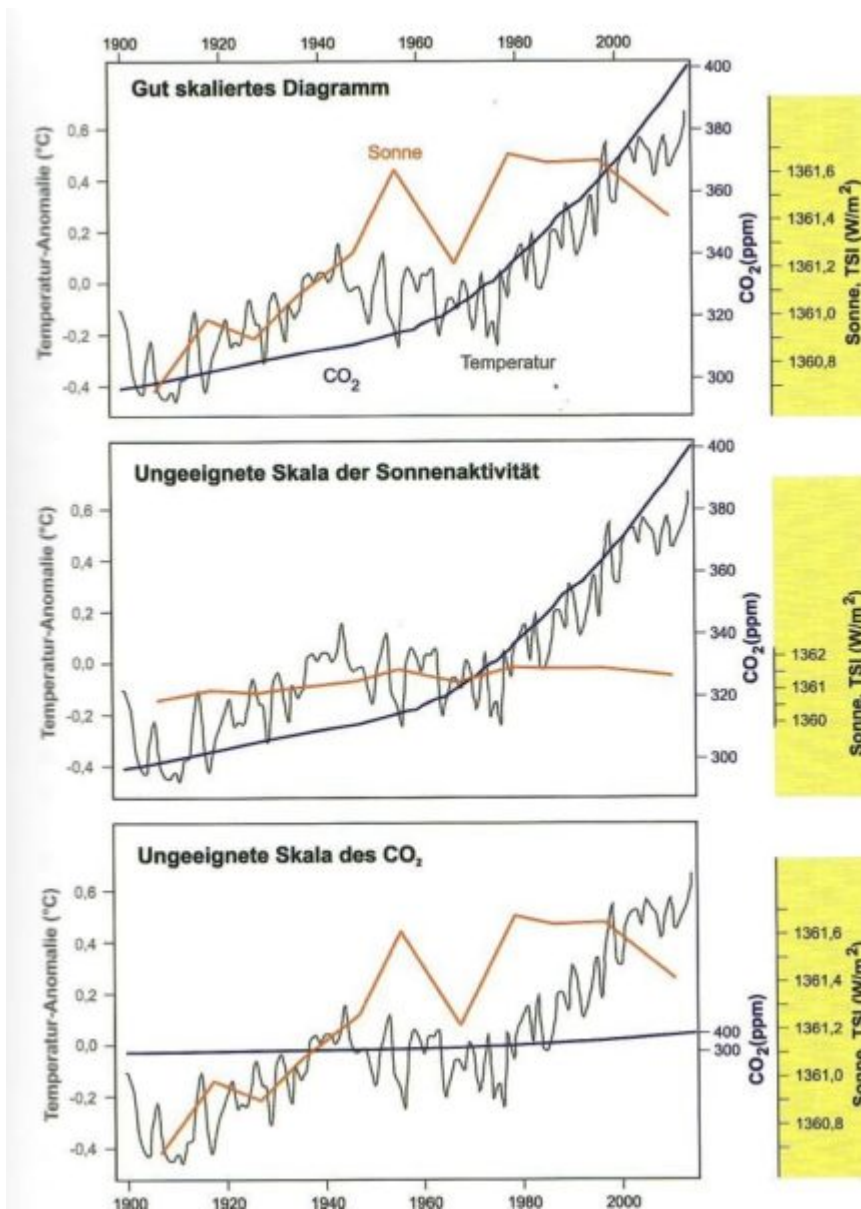 1900 1920 1940 1960 1980 2000
Gut skaliertes Diagramm
Temperatur-Anomalie (°C)
0,6
0,4
0,2
0,0
-0,2
-0,4
Sonne
CO2
Temperatur
400
380
360
340
320
300
CO2(ppm)
1361,6
1361,4
1361,2
1361,0
1360,8
Sonne, TSI (W/m2)
Ungeeignete Skala der Sonnenaktivität
Temperatur-Anomalie (°C)
0,6
0,4
0,2
0,0
-0,2
-0,4
400
380
360
340
320
300
CO2(ppm)
1362
1361
1360
Sonne, TSI (W/m2)
Ungeeignete Skala des CO2
Temperatur-Anomalie (°C)
0,6
0,4
0,2
0,0
-0,2
-0,4
400
300
CO2(ppm)
1361,6
1361,4
1361,2
1361,0
1360,8
Sonne, TSI (W/m2)
1900 1920 1940 1960 1980 2000